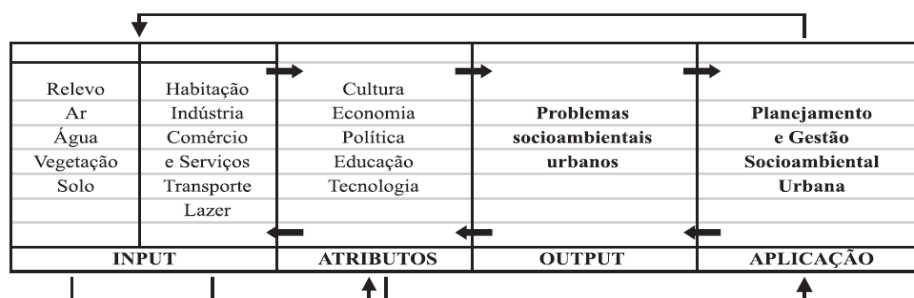 Relevo
Ar
Água
Vegetação
Solo
Habitação
Indústria
Comércio
e Serviços
Transporte
Lazer
Cultura
Economia
Política
Educação
Tecnologia
Problemas
socioambientais
urbanos
Planejamento
e Gestão
Socioambiental
Urbana
INPUT
ATRIBUTOS
OUTPUT
APLICAÇÃO